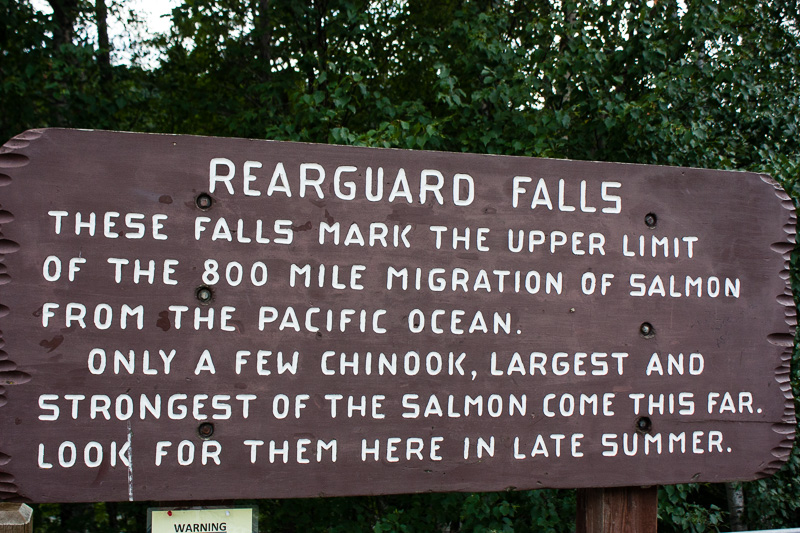 REARGUARD FALLS
THESE FALLS MARK THE UPPER LIMIT
OF THE 800 MILE MIGRATION OF SALMON
FROM THE PACIFIC OCEAN.
ONLY A FEW CHINOOK, LARGEST AND
STRONGEST OF THE SALMON COME THIS FAR.
LOOK FOR THEM HERE IN LATE SUMMER.
WARNING